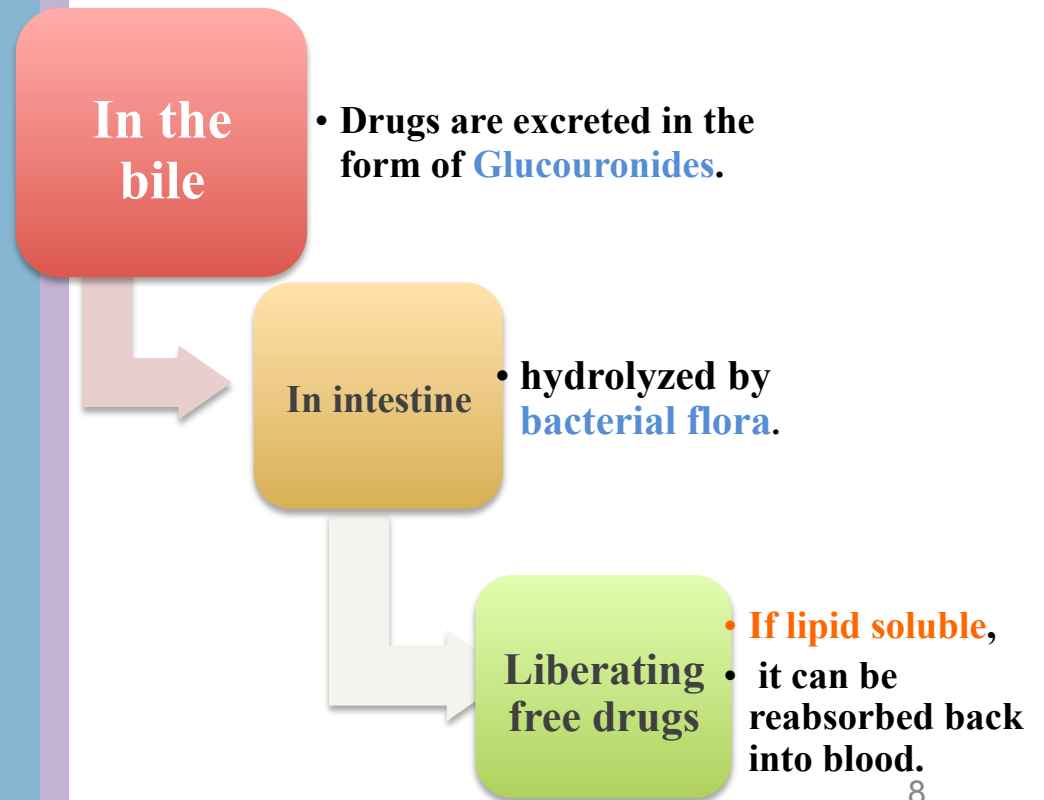 In the
bile
• Drugs are excreted in the
form of Glucouronides.
In intestine
• hydrolyzed by
bacterial flora.
Liberating
free drugs
• If lipid soluble,
• it can be
reabsorbed back
into blood.
8